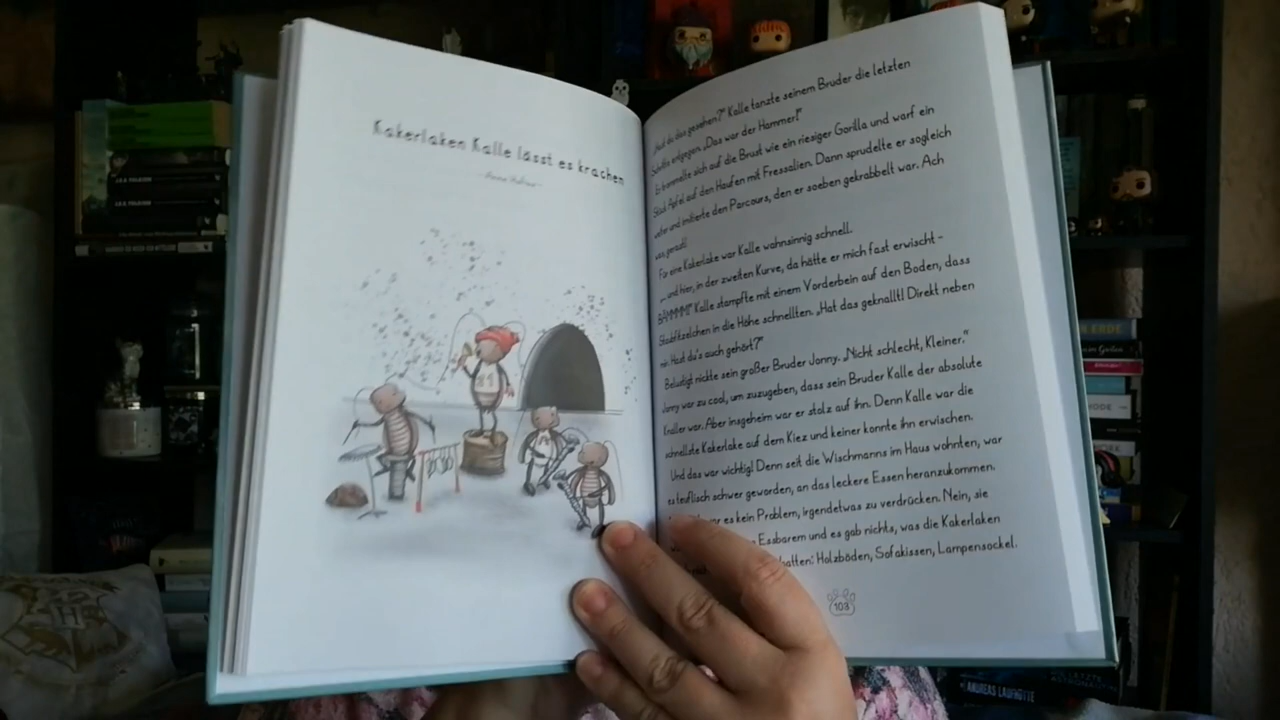 Kakerlaken Kalle lässt es krachen
du das gesehen?" Kalle tanzte seinem Bruder die letzten
entgegen. „Das war der Hammer!"
Er trommelte sich auf die Brust wie ein riesiger Gorilla und warf ein
Stück Apfel auf den Haufen mit Fressalien. Dann sprudelte er sogleich
weiter und imitierte den Parcours, den er soeben gekrabbelt war. Ach
was, gerast!
Für eine Kakerlake war Kalle wahnsinnig schnell.
„... und hier, in der zweiten Kurve, da hätte er mich fast erwischt –
BÄMMM!" Kalle stampfte mit einem Vorderbein auf den Boden, dass
Staubfitzelchen in die Höhe schnellten. „Hat das geknallt! Direkt neben
mir. Hast du's auch gehört?"
Belustigt nickte sein großer Bruder Jonny. „Nicht schlecht, Kleiner."
Jonny war zu cool, um zuzugeben, dass sein Bruder Kalle der absolute
Knaller war. Aber insgeheim war er stolz auf ihn. Denn Kalle war die
schnellste Kakerlake auf dem Kiez und keiner konnte ihn erwischen.
Und das war wichtig! Denn seit die Wischmanns im Haus wohnten, war
es teuflisch schwer geworden, an das leckere Essen heranzukommen.
es kein Problem, irgendetwas zu verdrücken. Nein, sie
Essbarem und es gab nichts, was die Kakerlaken
hatten: Holzböden, Sofakissen, Lampensockel.
103
J.R.R. TOLKIEN
J.R.R. TOLKIEN
H
ERDE
ANDREAS